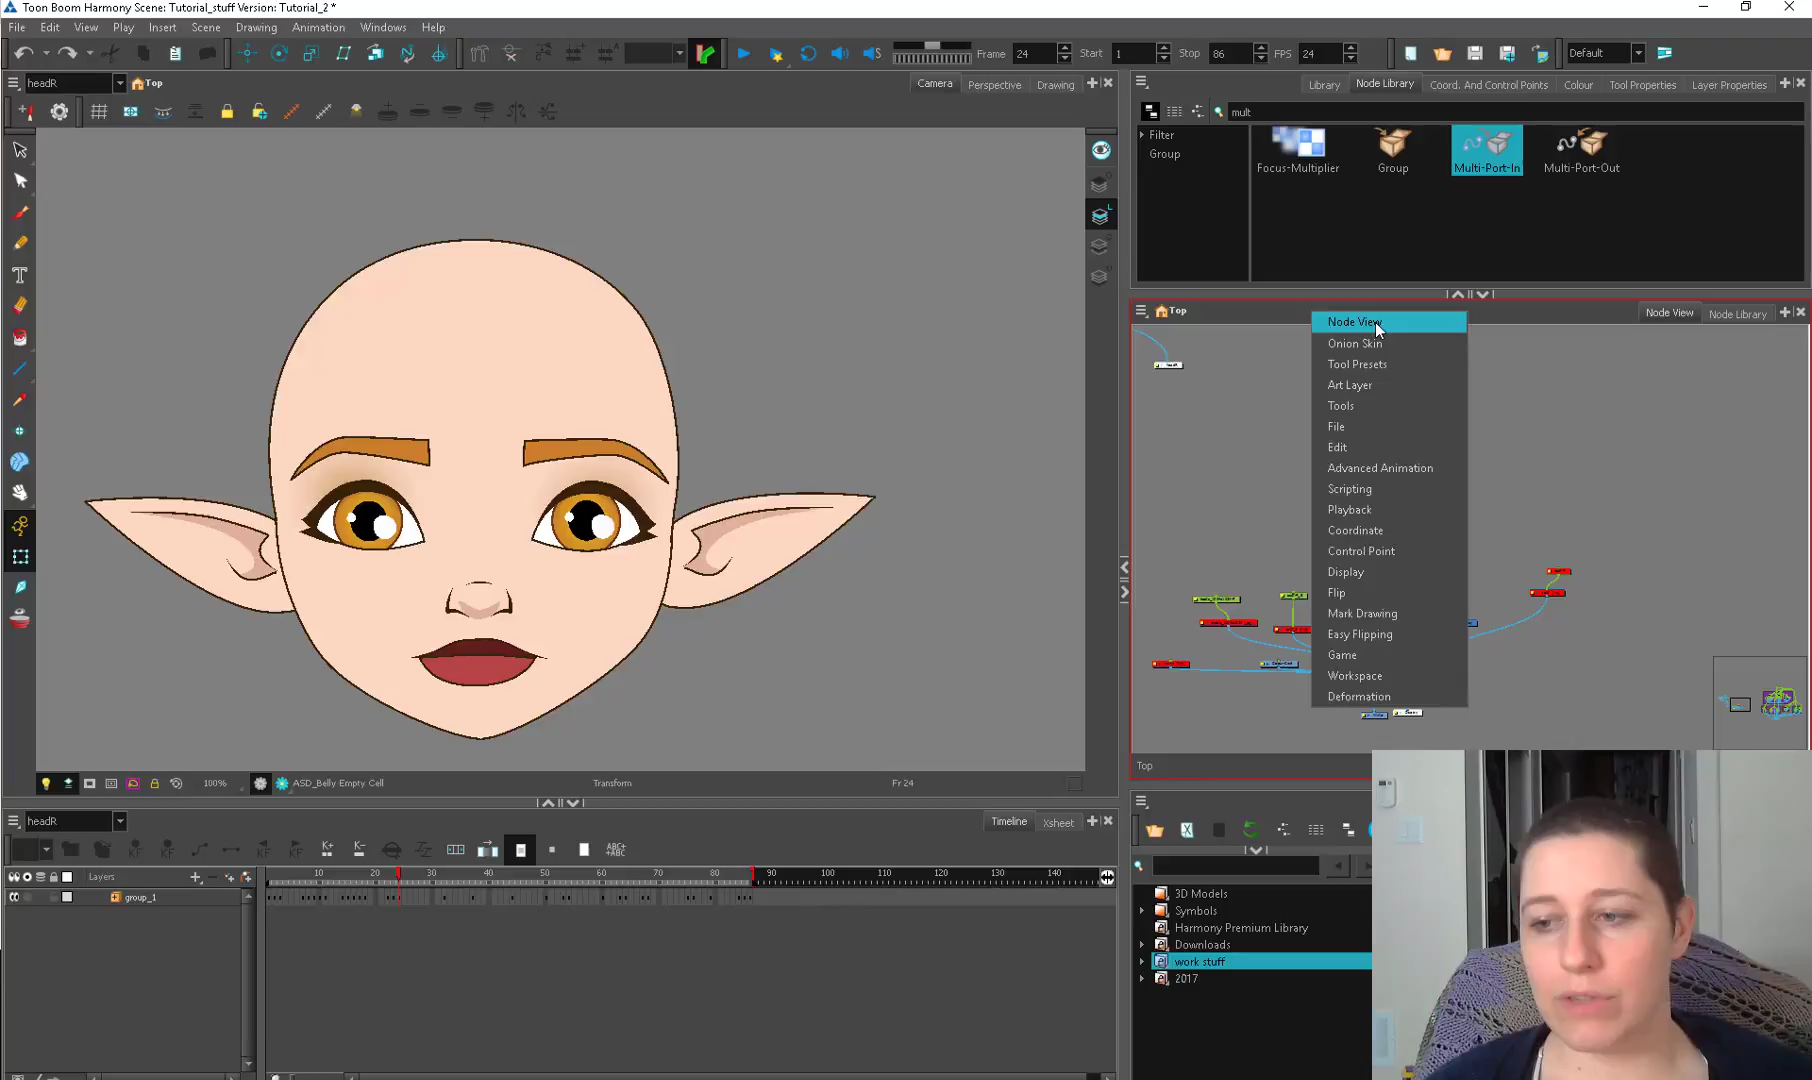 Toon Boom Harmony Scene: Tutorial_stuff Version: Tutorial_2 *
File Edit View Play Insert Scene Drawing Animation Windows Help
Frame 24 Start 1 Stop 86 FPS 24 Default
headR Top Camera Perspective Drawing
Library Node Library Coord. And Control Points Colour Tool Properties Layer Properties
mult
Filter
Group
Focus-Multiplier Group Multi-Port-In Multi-Port-Out
Top Node View Node Library
Node View
Onion Skin
Tool Presets
Art Layer
Tools
File
Edit
Advanced Animation
Scripting
Playback
Coordinate
Control Point
Display
Flip
Mark Drawing
Easy Flipping
Game
Workspace
Deformation
Top
100% ASD_Belly Empty Cell Transform Fr 24
headR Timeline Xsheet
K+ K- ABC+ +ABC
Layers 10 20 30 40 50 60 70 80 90 100 110 120 130 140
group_1
3D Models
Symbols
Harmony Premium Library
Downloads
work stuff
2017